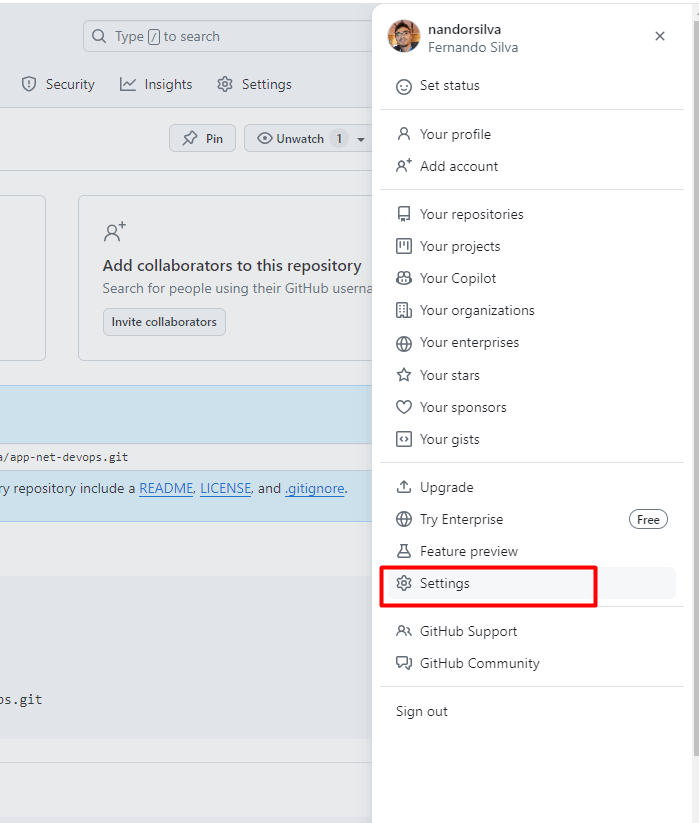 Type / to search
Security
Insights
Settings
Pin
Unwatch 1
Add collaborators to this repository
Search for people using their GitHub userna
Invite collaborators
a/app-net-devops.git
ry repository include a README, LICENSE, and .gitignore.
ps.git
nandorsilva
Fernando Silva
Set status
Your profile
Add account
Your repositories
Your projects
Your Copilot
Your organizations
Your enterprises
Your stars
Your sponsors
Your gists
Upgrade
Try Enterprise
Free
Feature preview
Settings
GitHub Support
GitHub Community
Sign out